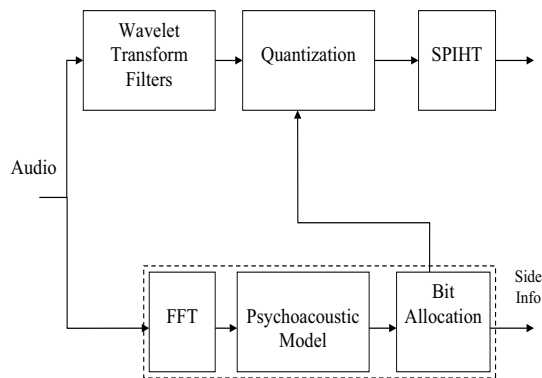 Wavelet
Transform
Filters
Quantization
SPIHT
Audio
FFT
Psychoacoustic
Model
Bit
Allocation
Side
Info